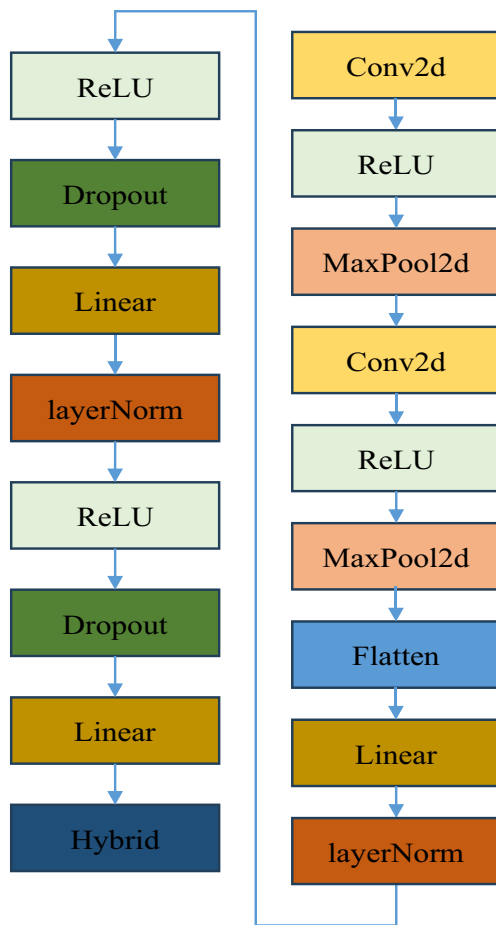 Conv2d
ReLU
MaxPool2d
Conv2d
ReLU
MaxPool2d
Flatten
Linear
layerNorm
ReLU
Dropout
Linear
layerNorm
ReLU
Dropout
Linear
Hybrid